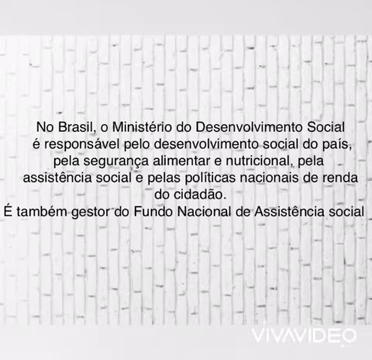 No Brasil, o Ministério do Desenvolvimento Social
é responsável pelo desenvolvimento social do país,
pela segurança alimentar e nutricional, pela
assistência social e pelas políticas nacionais de renda
do cidadão.
É também gestor do Fundo Nacional de Assistência social
VIVAVIDEO